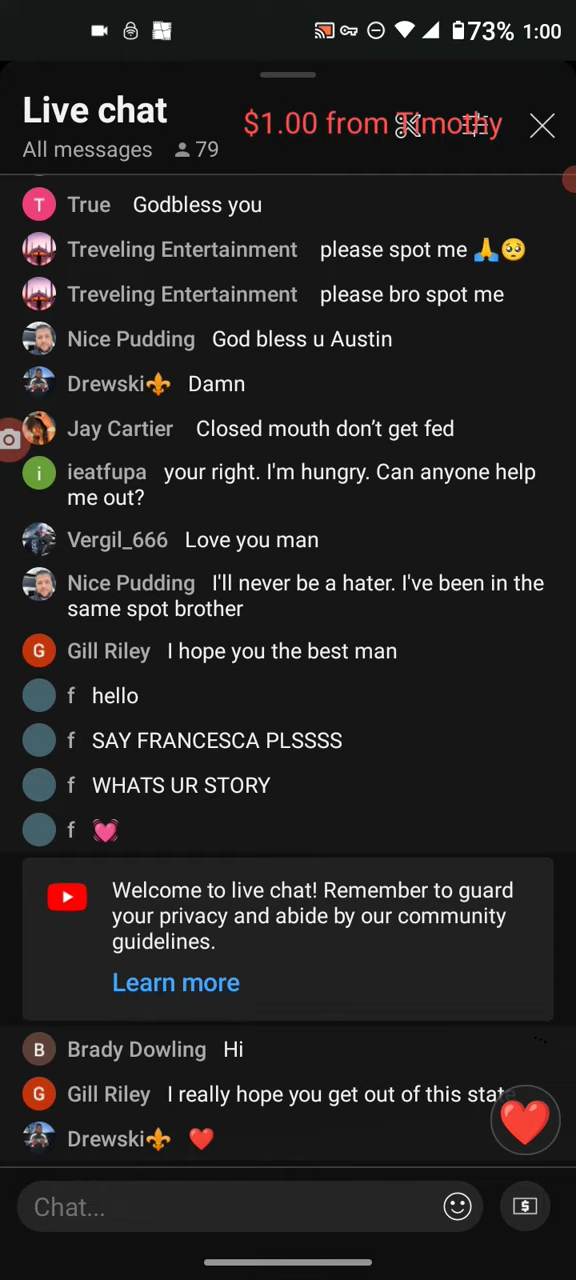 73% 1:00
Live chat
$1.00 from Timothy
All messages 79
T True Godbless you
Treveling Entertainment please spot me 🙏🥺
Treveling Entertainment please bro spot me
Nice Pudding God bless u Austin
Drewski⚜️ Damn
Jay Cartier Closed mouth don’t get fed
i ieatfupa your right. I'm hungry. Can anyone help
me out?
Vergil_666 Love you man
Nice Pudding I'll never be a hater. I've been in the
same spot brother
G Gill Riley I hope you the best man
f hello
f SAY FRANCESCA PLSSSS
f WHATS UR STORY
f 💓
Welcome to live chat! Remember to guard
your privacy and abide by our community
guidelines.
Learn more
B Brady Dowling Hi
G Gill Riley I really hope you get out of this state
Drewski⚜️ ❤️
Chat...